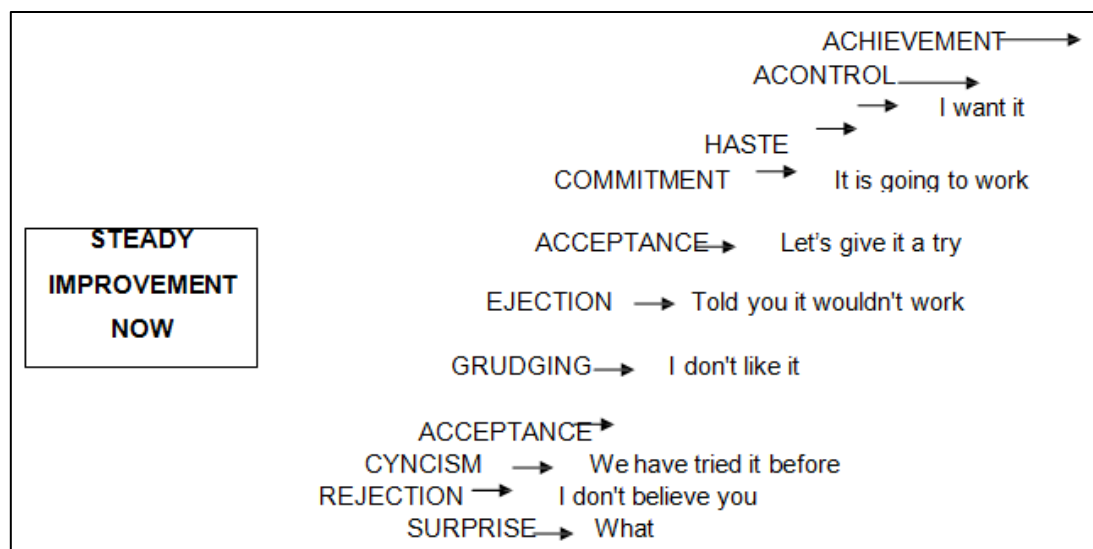 ACHIEVEMENT
ACONTROL
I want it
HASTE
COMMITMENT It is going to work
STEADY
IMPROVEMENT
NOW
ACCEPTANCE Let's give it a try
EJECTION Told you it wouldn't work
GRUDGING I don't like it
ACCEPTANCE
CYNCISM We have tried it before
REJECTION I don't believe you
SURPRISE What